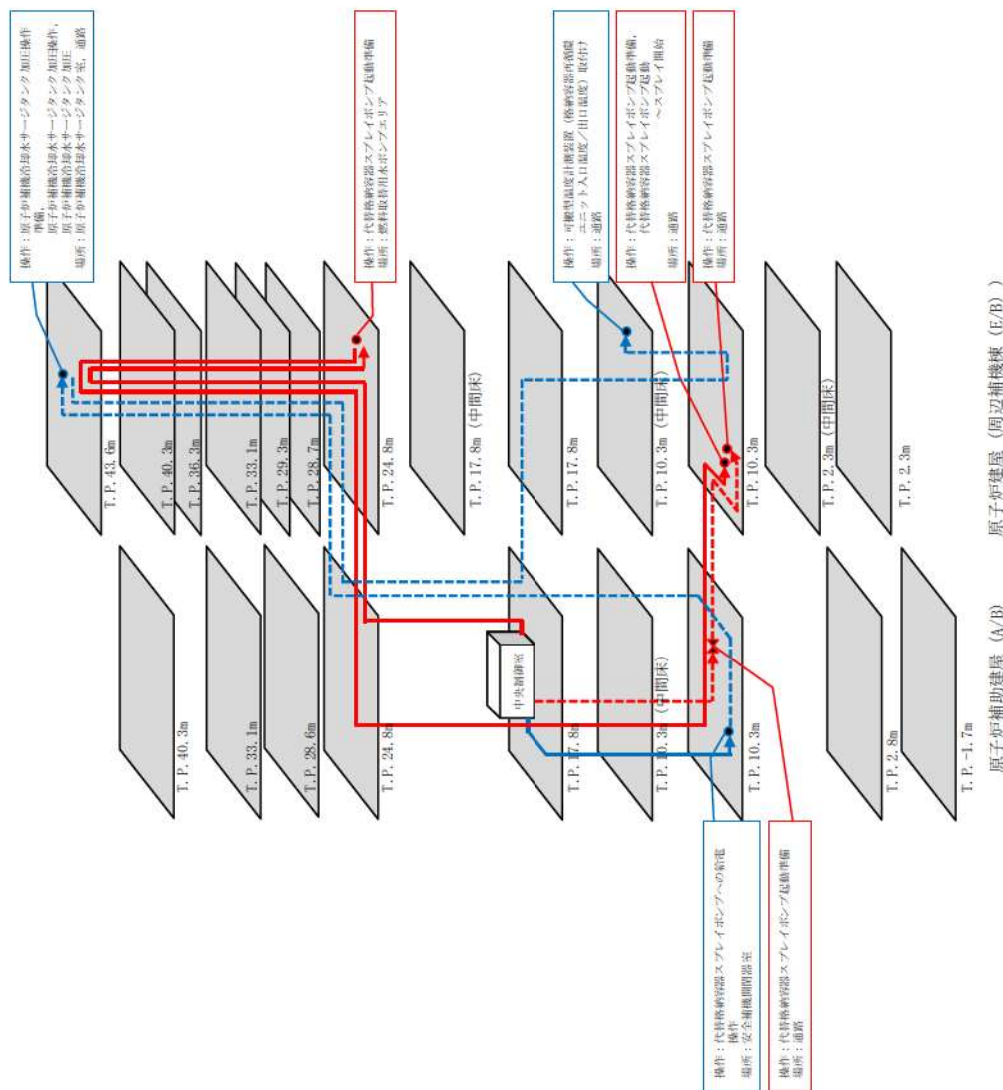 操作：原子炉補機冷却水サージタンク加圧操作
準備，
原子炉補機冷却水サージタンク加圧操作，
原子炉補機冷却水サージタンク加圧
場所：原子炉補機冷却水サージタンク室，通路
操作：代替格納容器スプレイポンプ起動準備
場所：燃料取替用水ポンプエリア
操作：可搬型温度計測装置（格納容器再循環
ユニット入口温度／出口温度）取付け
場所：通路
操作：代替格納容器スプレイポンプ起動準備，
代替格納容器スプレイポンプ起動
～スプレイ開始
場所：通路
操作：代替格納容器スプレイポンプ起動準備
場所：通路
T.P.43.6m
T.P.40.3m
T.P.36.3m
T.P.33.1m
T.P.29.3m
T.P.28.7m
T.P.24.8m
T.P.17.8m（中間床）
T.P.17.8m
T.P.10.3m（中間床）
T.P.10.3m
T.P.2.3m（中間床）
T.P.2.3m
原子炉建屋（周辺補機棟（E/B））
T.P.40.3m
T.P.33.1m
T.P.28.6m
T.P.24.8m
中央制御室
T.P.17.8m
T.P.10.3m（中間床）
T.P.10.3m
T.P.2.8m
T.P.-1.7m
原子炉補助建屋（A/B）
操作：代替格納容器スプレイポンプへの給電
操作
場所：安全補機開閉器室
操作：代替格納容器スプレイポンプ起動準備
場所：通路